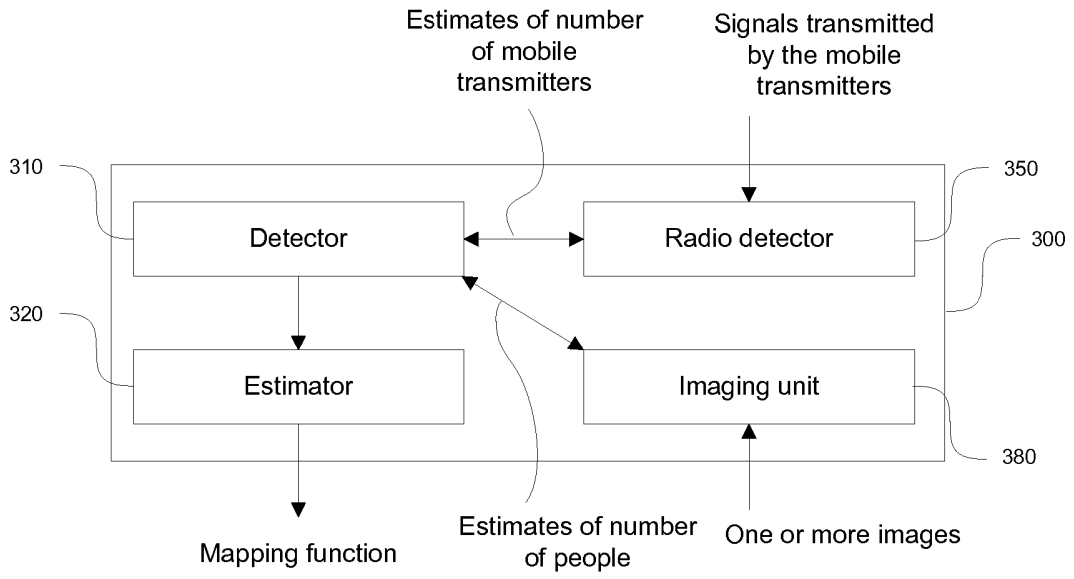 Estimates of number
of mobile
transmitters
Signals transmitted
by the mobile
transmitters
310
350
Detector
Radio detector
300
320
Estimator
Imaging unit
380
Mapping function
Estimates of number
of people
One or more images